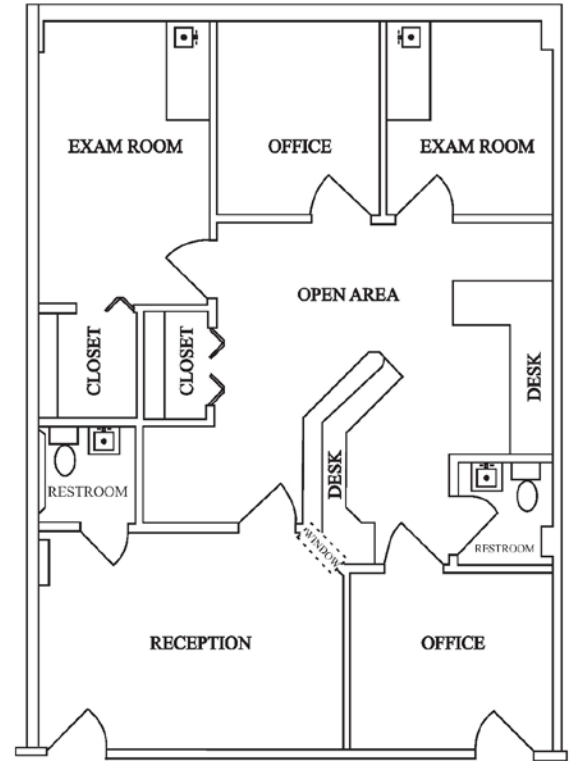 EXAM ROOM
OFFICE
EXAM ROOM
OPEN AREA
CLOSET
CLOSET
DESK
DESK
RESTROOM
WINDOW
RESTROOM
RECEPTION
OFFICE